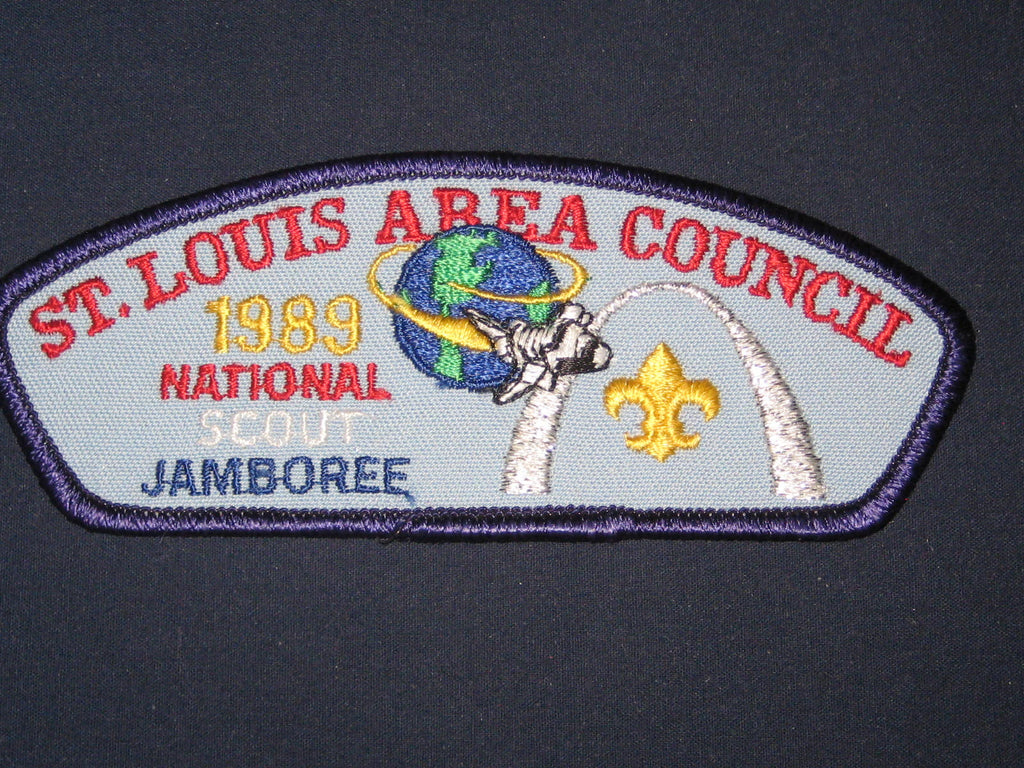 ST. LOUIS AREA COUNCIL
1989
NATIONAL
SCOUT
JAMBOREE